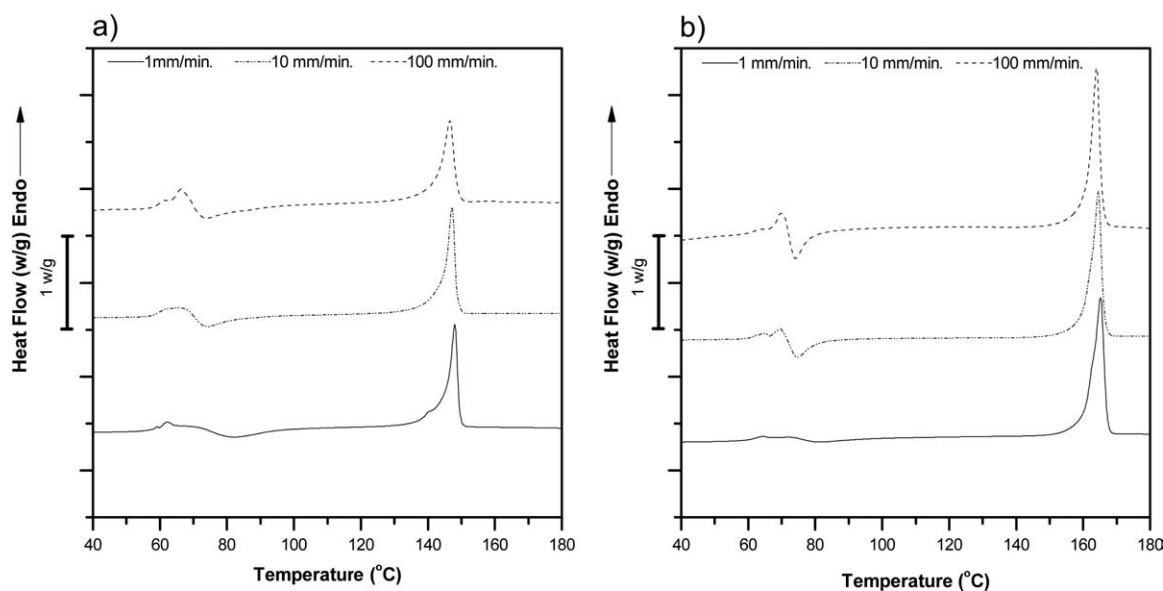 a)
1mm/min. 10 mm/min. 100 mm/min.
Heat Flow (w/g) Endo
1 w/g
40 60 80 100 120 140 160 180
Temperature (°C)
b)
1 mm/min. 10 mm/min. 100 mm/min.
Heat Flow (w/g) Endo
1 w/g
40 60 80 100 120 140 160 180
Temperature (°C)